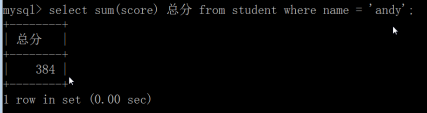 mysql> select sum(score) 总分 from student where name = 'andy';
+--------+
| 总分   |
+--------+
|    384 |
+--------+
1 row in set (0.00 sec)